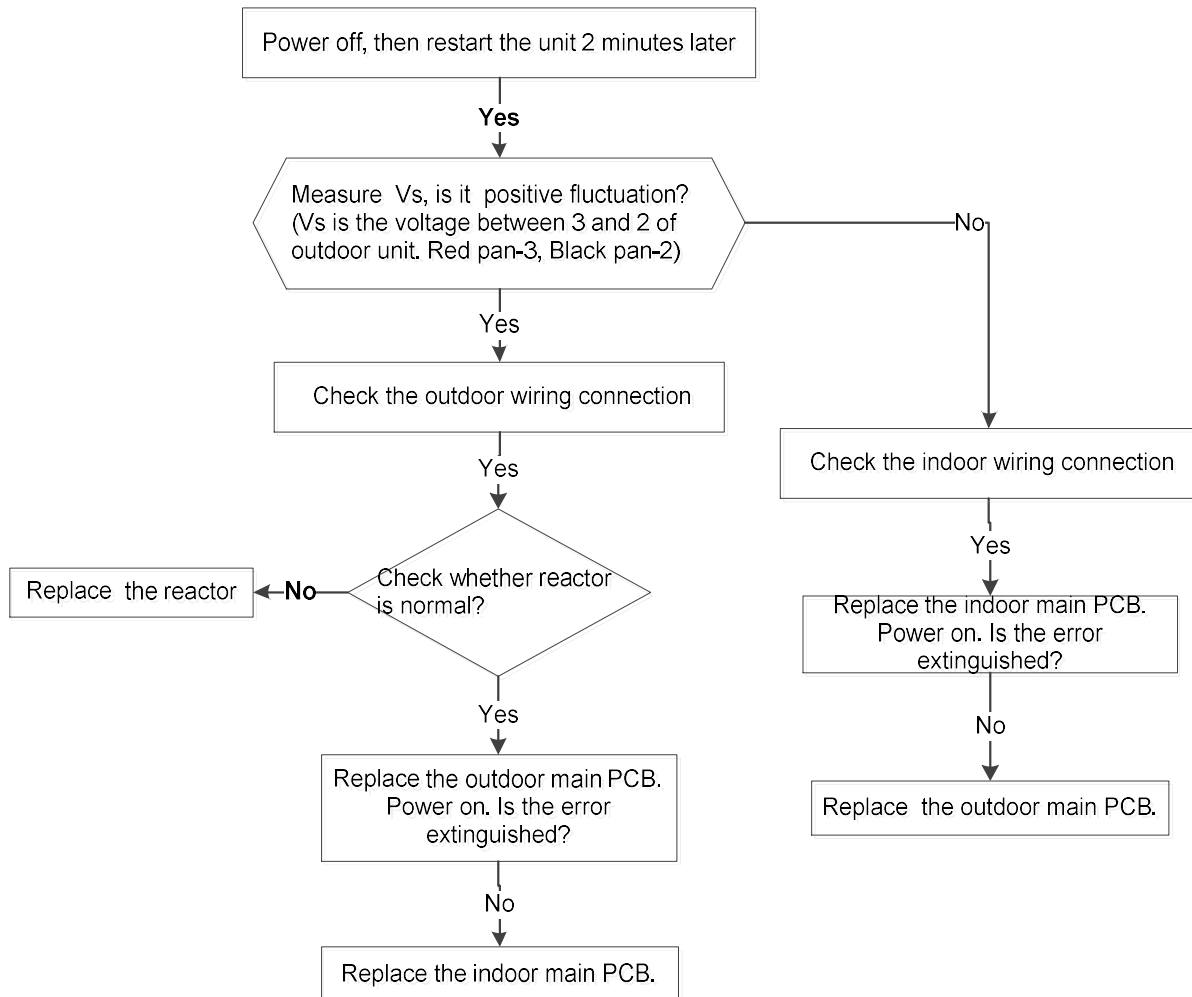 Power off, then restart the unit 2 minutes later
Yes
Measure Vs, is it positive fluctuation?
(Vs is the voltage between 3 and 2 of
outdoor unit. Red pan-3, Black pan-2)
No
Yes
Check the outdoor wiring connection
Yes
Check the indoor wiring connection
Yes
Check whether reactor
is normal?
No
Replace the reactor
Replace the indoor main PCB.
Power on. Is the error
extinguished?
Yes
No
Replace the outdoor main PCB.
Power on. Is the error
extinguished?
Replace the outdoor main PCB.
No
Replace the indoor main PCB.